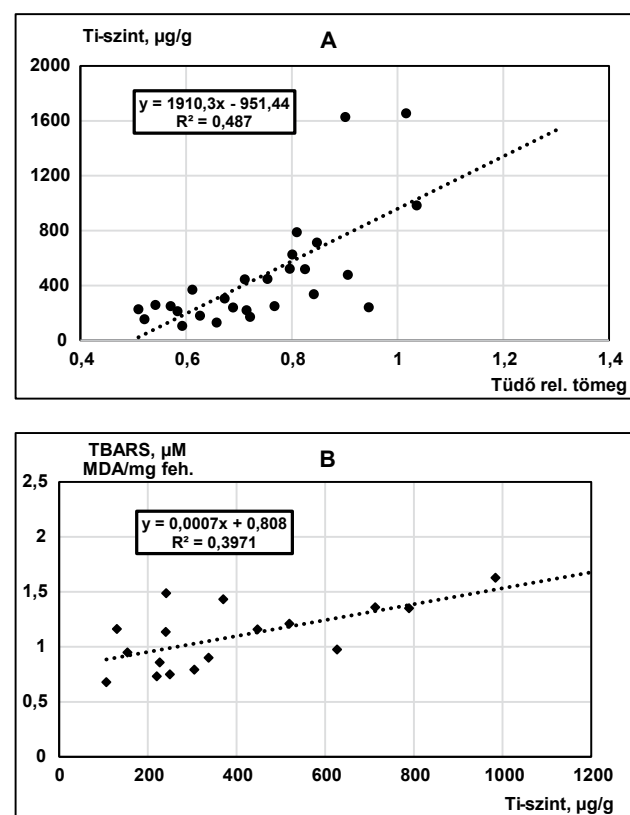 Ti-szint, µg/g
A
2000
1600
1200
800
400
0
y = 1910,3x - 951,44
R² = 0,487
0,4
0,6
0,8
1
1,2
1,4
Tüdő rel. tömeg
TBARS, µM
MDA/mg feh.
B
2,5
2
1,5
1
0,5
0
y = 0,0007x + 0,808
R² = 0,3971
0
200
400
600
800
1000
1200
Ti-szint, µg/g